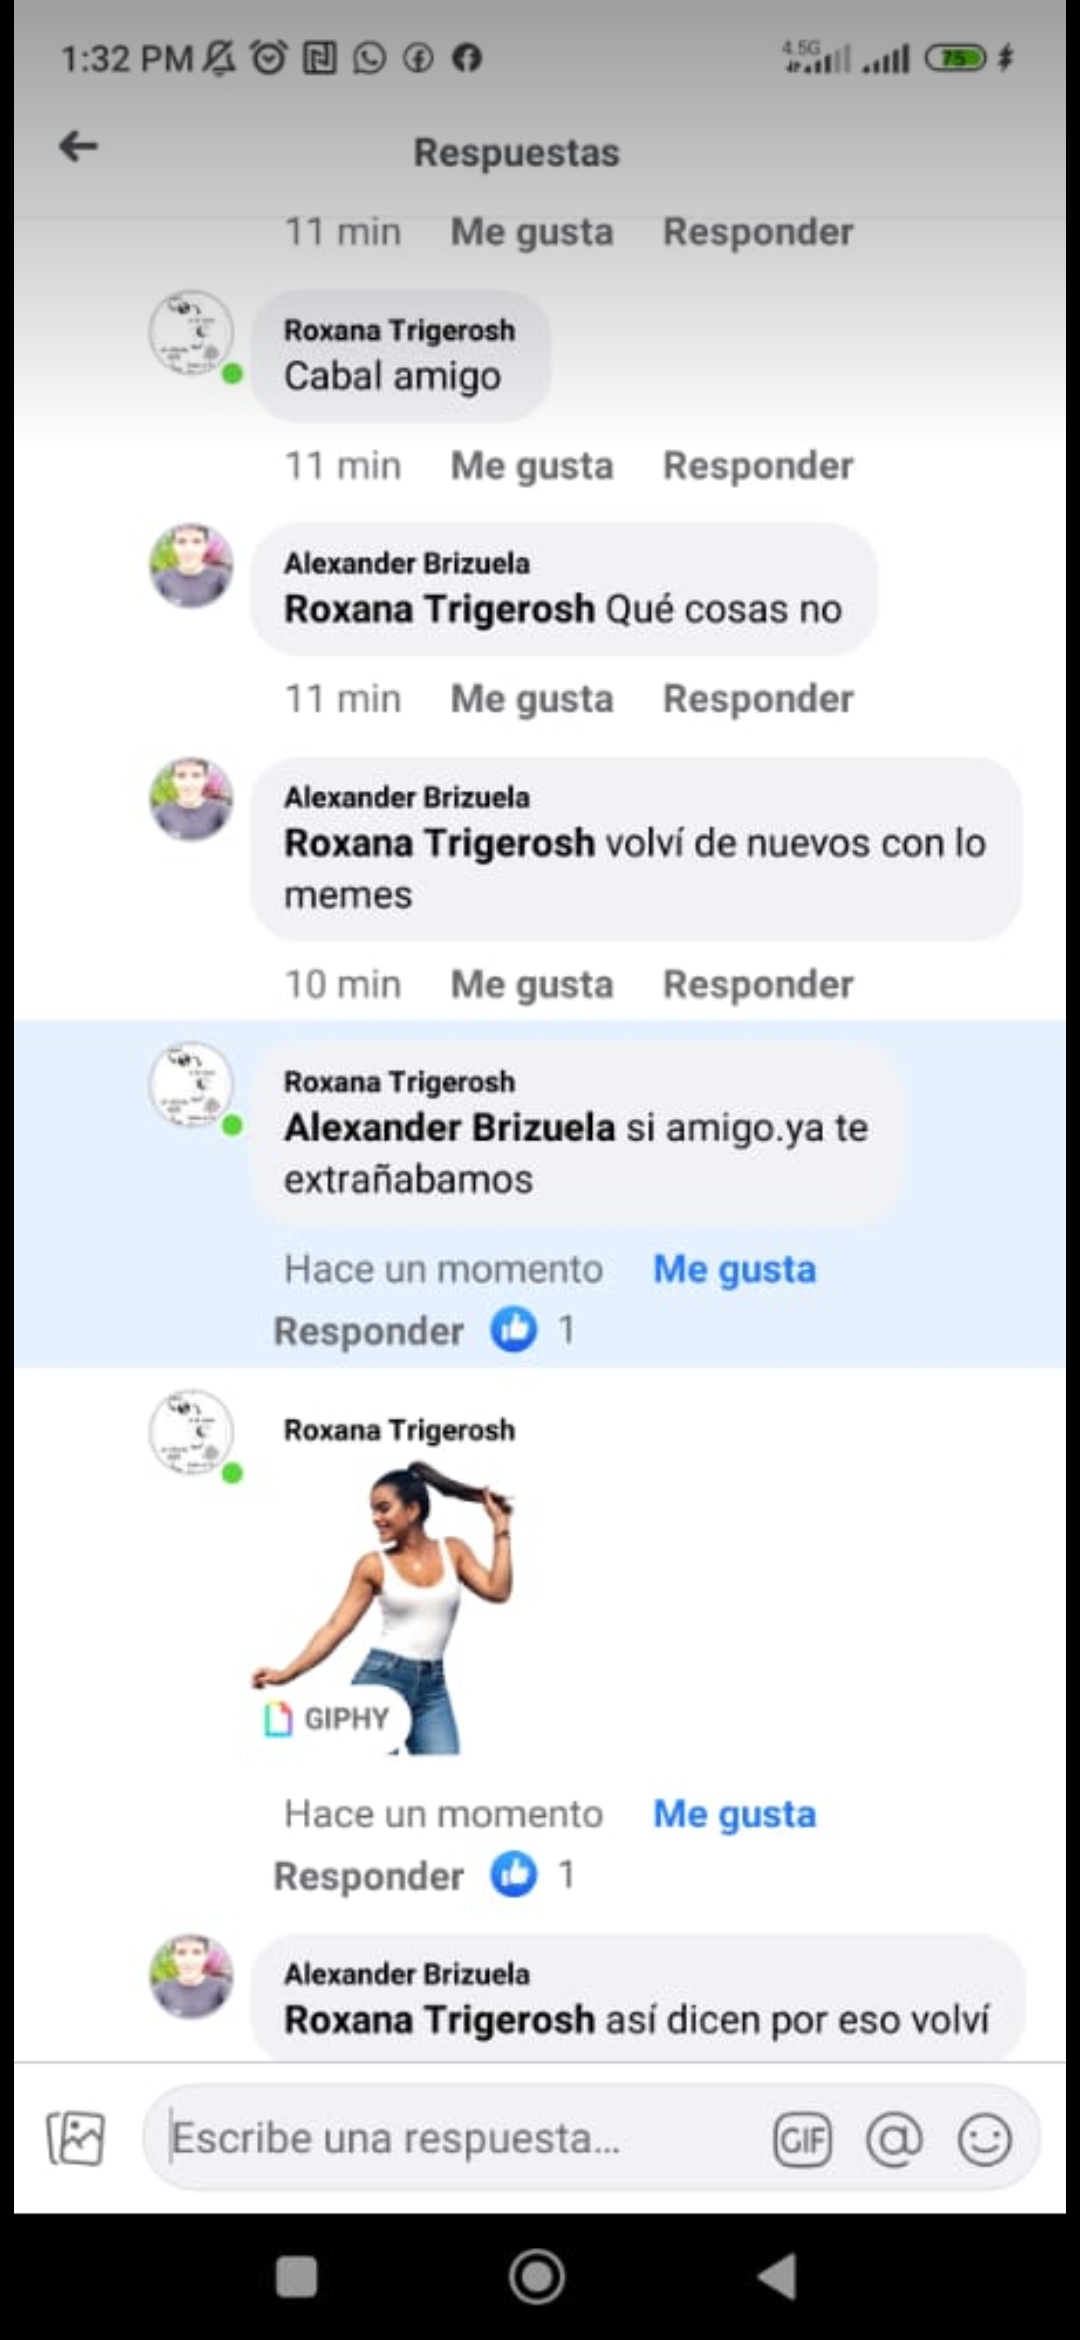 1:32 PM
4.5G
75
Respuestas
11 min Me gusta Responder
Roxana Trigerosh
Cabal amigo
11 min Me gusta Responder
Alexander Brizuela
Roxana Trigerosh Qué cosas no
11 min Me gusta Responder
Alexander Brizuela
Roxana Trigerosh volví de nuevos con lo
memes
10 min Me gusta Responder
Roxana Trigerosh
Alexander Brizuela si amigo.ya te
extrañabamos
Hace un momento Me gusta
Responder 1
Roxana Trigerosh
GIPHY
Hace un momento Me gusta
Responder 1
Alexander Brizuela
Roxana Trigerosh así dicen por eso volví
Escribe una respuesta...
GIF @